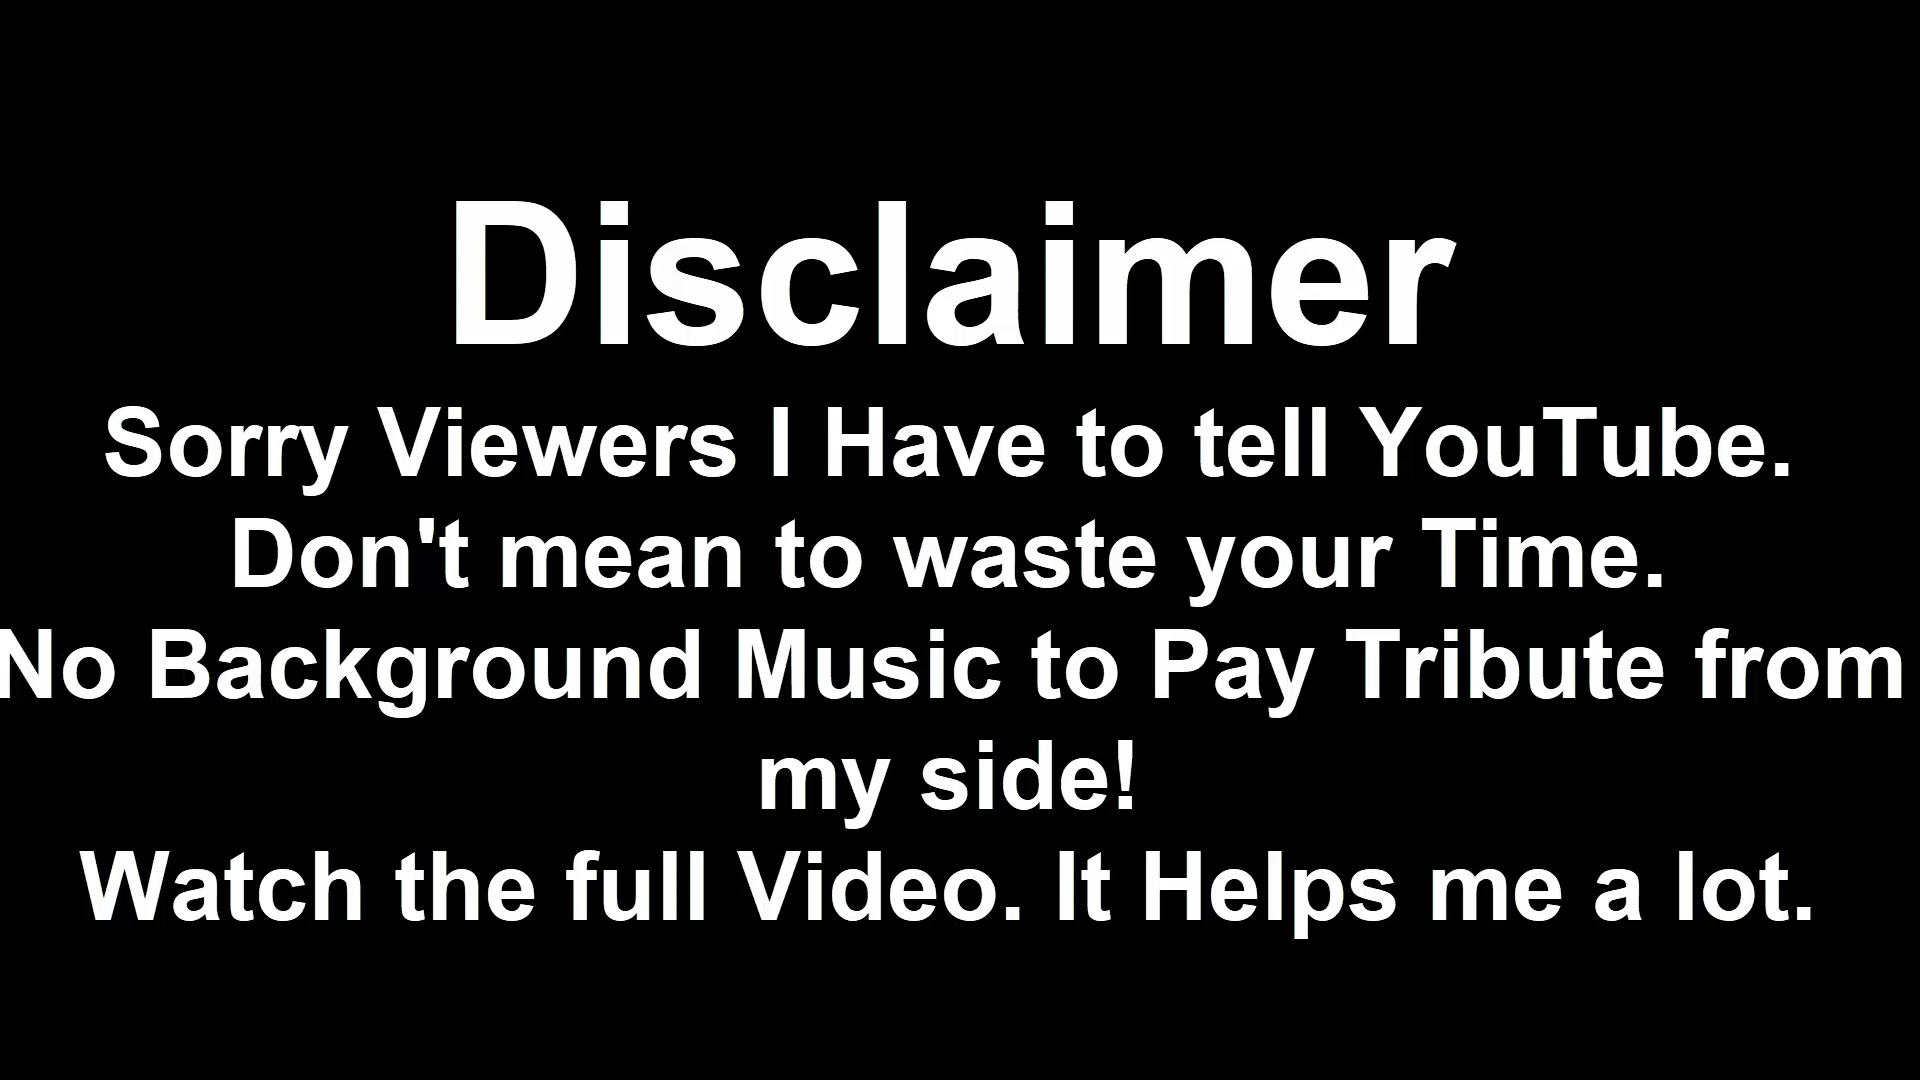 Disclaimer
Sorry Viewers I Have to tell YouTube.
Don't mean to waste your Time.
No Background Music to Pay Tribute from
my side!
Watch the full Video. It Helps me a lot.